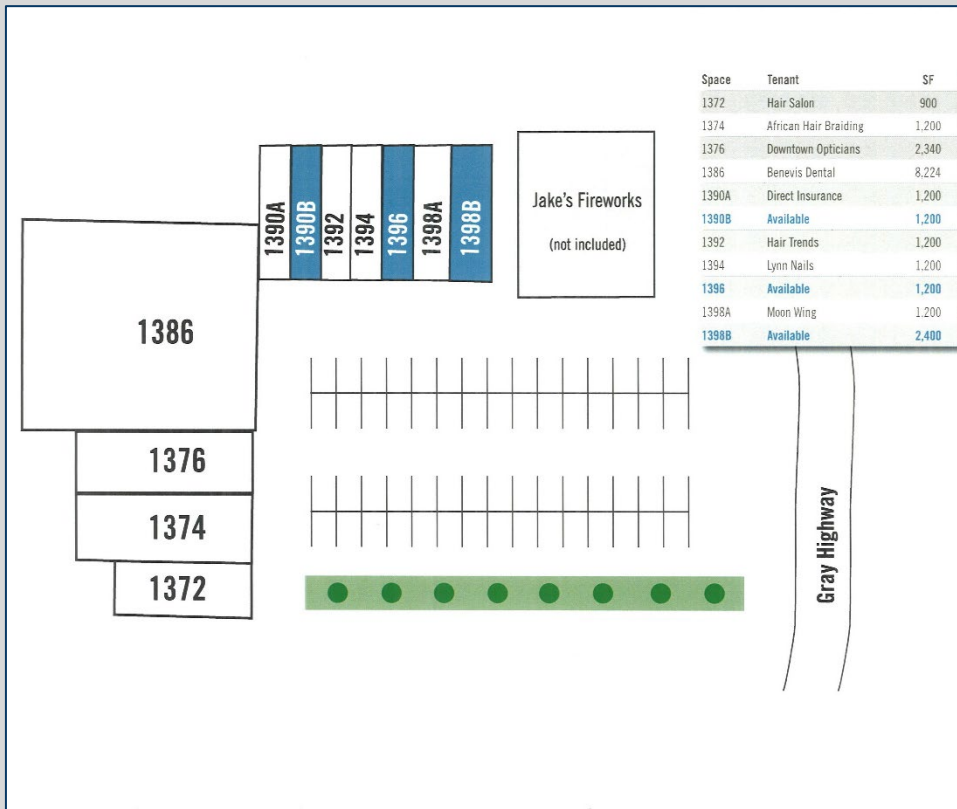 Space Tenant SF
1372 Hair Salon 900
1374 African Hair Braiding 1,200
1376 Downtown Opticians 2,340
1386 Benevis Dental 8,224
1390A Direct Insurance 1,200
1390B Available 1,200
1392 Hair Trends 1,200
1394 Lynn Nails 1,200
1396 Available 1,200
1398A Moon Wing 1.200
1398B Available 2,400
1390A
1390B
1392
1394
1396
1398A
1398B
Jake's Fireworks
(not included)
1386
1376
1374
1372
Gray Highway